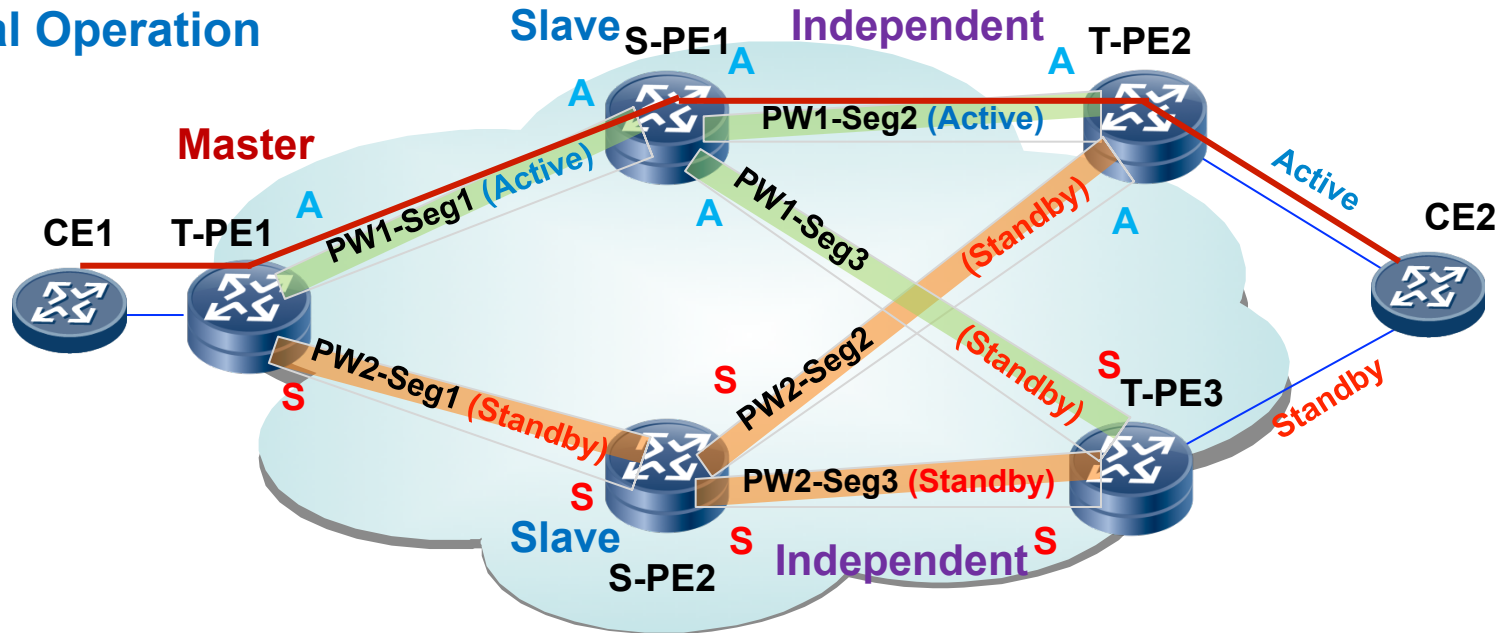 al Operation
Slave
S-PE1
Independent
T-PE2
A
A
A
PW1-Seg2 (Active)
Master
A
PW1-Seg1 (Active)
PW1-Seg3
(Standby)
A
A
Active
CE1
T-PE1
CE2
PW2-Seg1 (Standby)
S
S
PW2-Seg2
(Standby)
S
T-PE3
Standby
S
PW2-Seg3 (Standby)
Slave
S
Independent
S
S-PE2